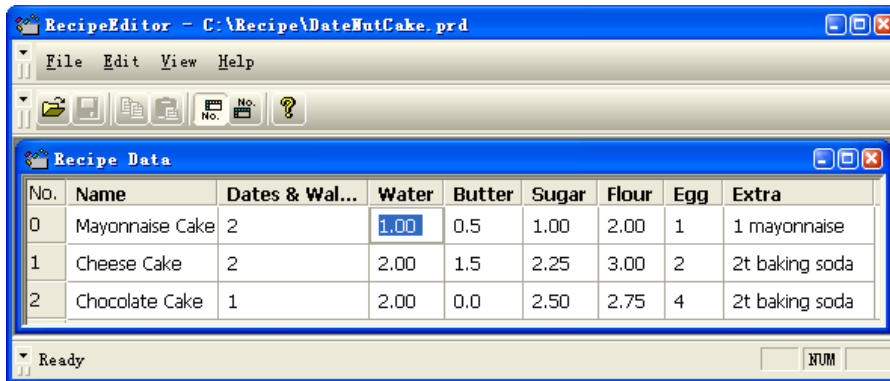 RecipeEditor - C:\Recipe\DateNutCake.prd
File Edit View Help
No. No.
Recipe Data
No. Name Dates & Wal... Water Butter Sugar Flour Egg Extra
0 Mayonnaise Cake 2 1.00 0.5 1.00 2.00 1 1 mayonnaise
1 Cheese Cake 2 2.00 1.5 2.25 3.00 2 2t baking soda
2 Chocolate Cake 1 2.00 0.0 2.50 2.75 4 2t baking soda
Ready NUM